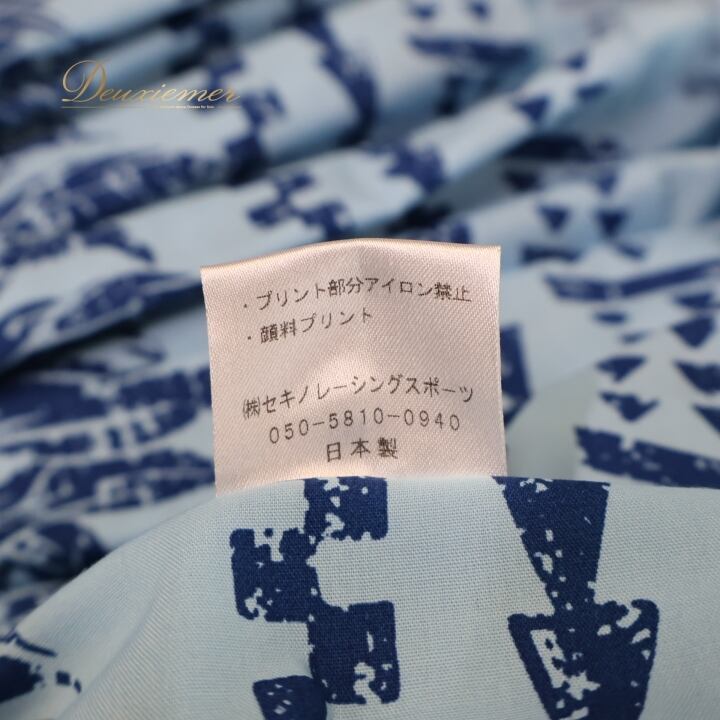 Deuxiemer
・プリント部分アイロン禁止
・顔料プリント
㈱セキノレーシングスポーツ
050-5810-0940
日本製